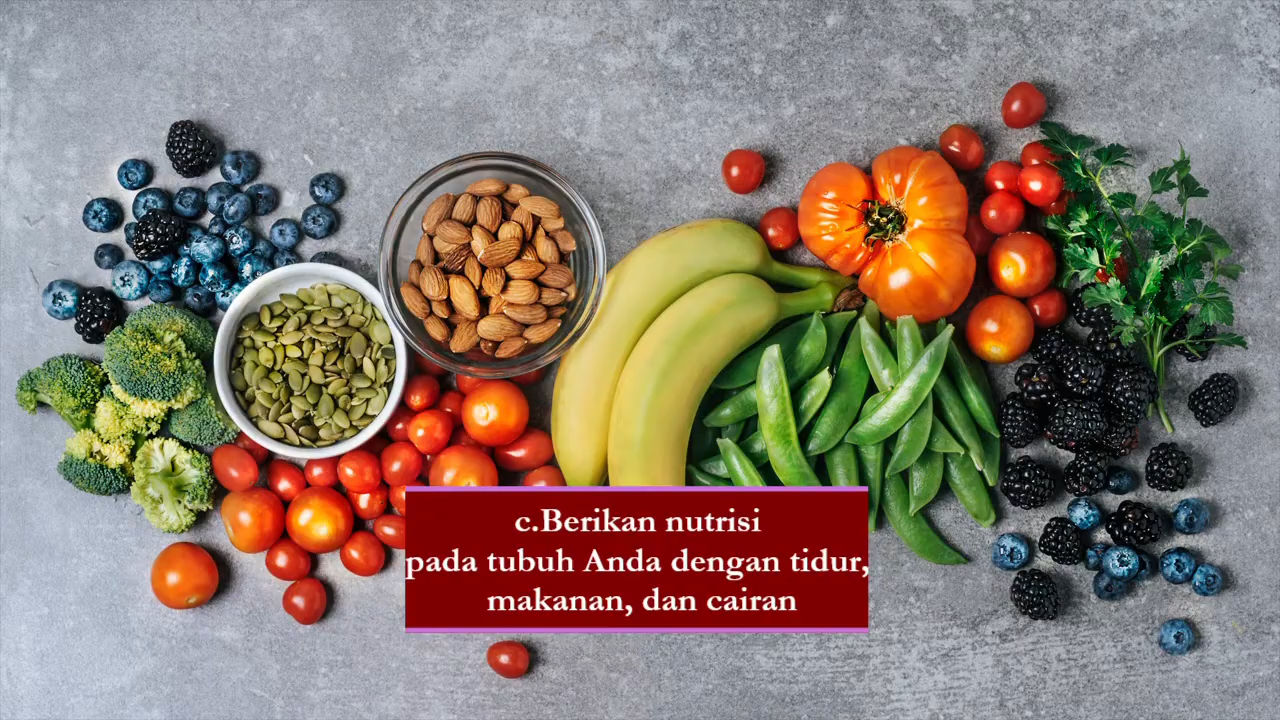 c.Berikan nutrisi
pada tubuh Anda dengan tidur,
makanan, dan cairan